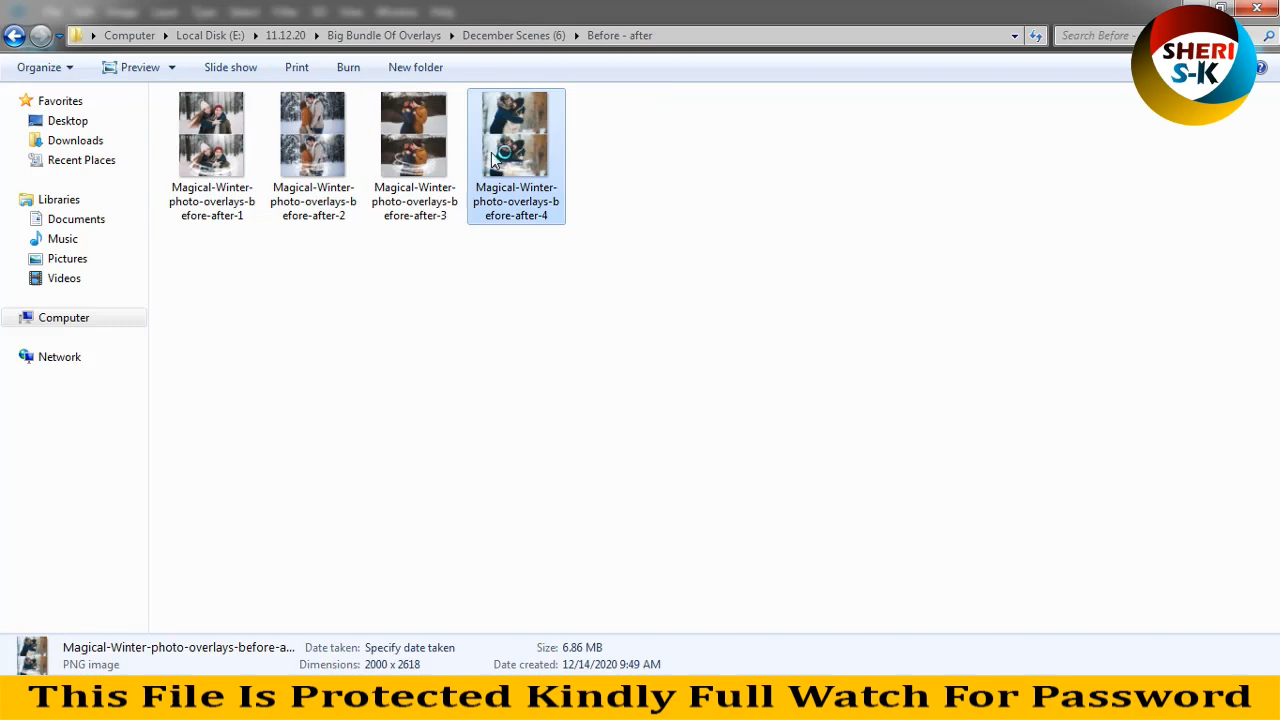 Computer ▸ Local Disk (E:) ▸ 11.12.20 ▸ Big Bundle Of Overlays ▸ December Scenes (6) ▸ Before - after
Search Before -
SHERI
S-K
Organize Preview Slide show Print Burn New folder
Favorites
Desktop
Downloads
Recent Places
Libraries
Documents
Music
Pictures
Videos
Computer
Network
Magical-Winter-
photo-overlays-b
efore-after-1
Magical-Winter-
photo-overlays-b
efore-after-2
Magical-Winter-
photo-overlays-b
efore-after-3
Magical-Winter-
photo-overlays-b
efore-after-4
Magical-Winter-photo-overlays-before-a... Date taken: Specify date taken Size: 6.86 MB
PNG image Dimensions: 2000 x 2618 Date created: 12/14/2020 9:49 AM
This File Is Protected Kindly Full Watch For Password